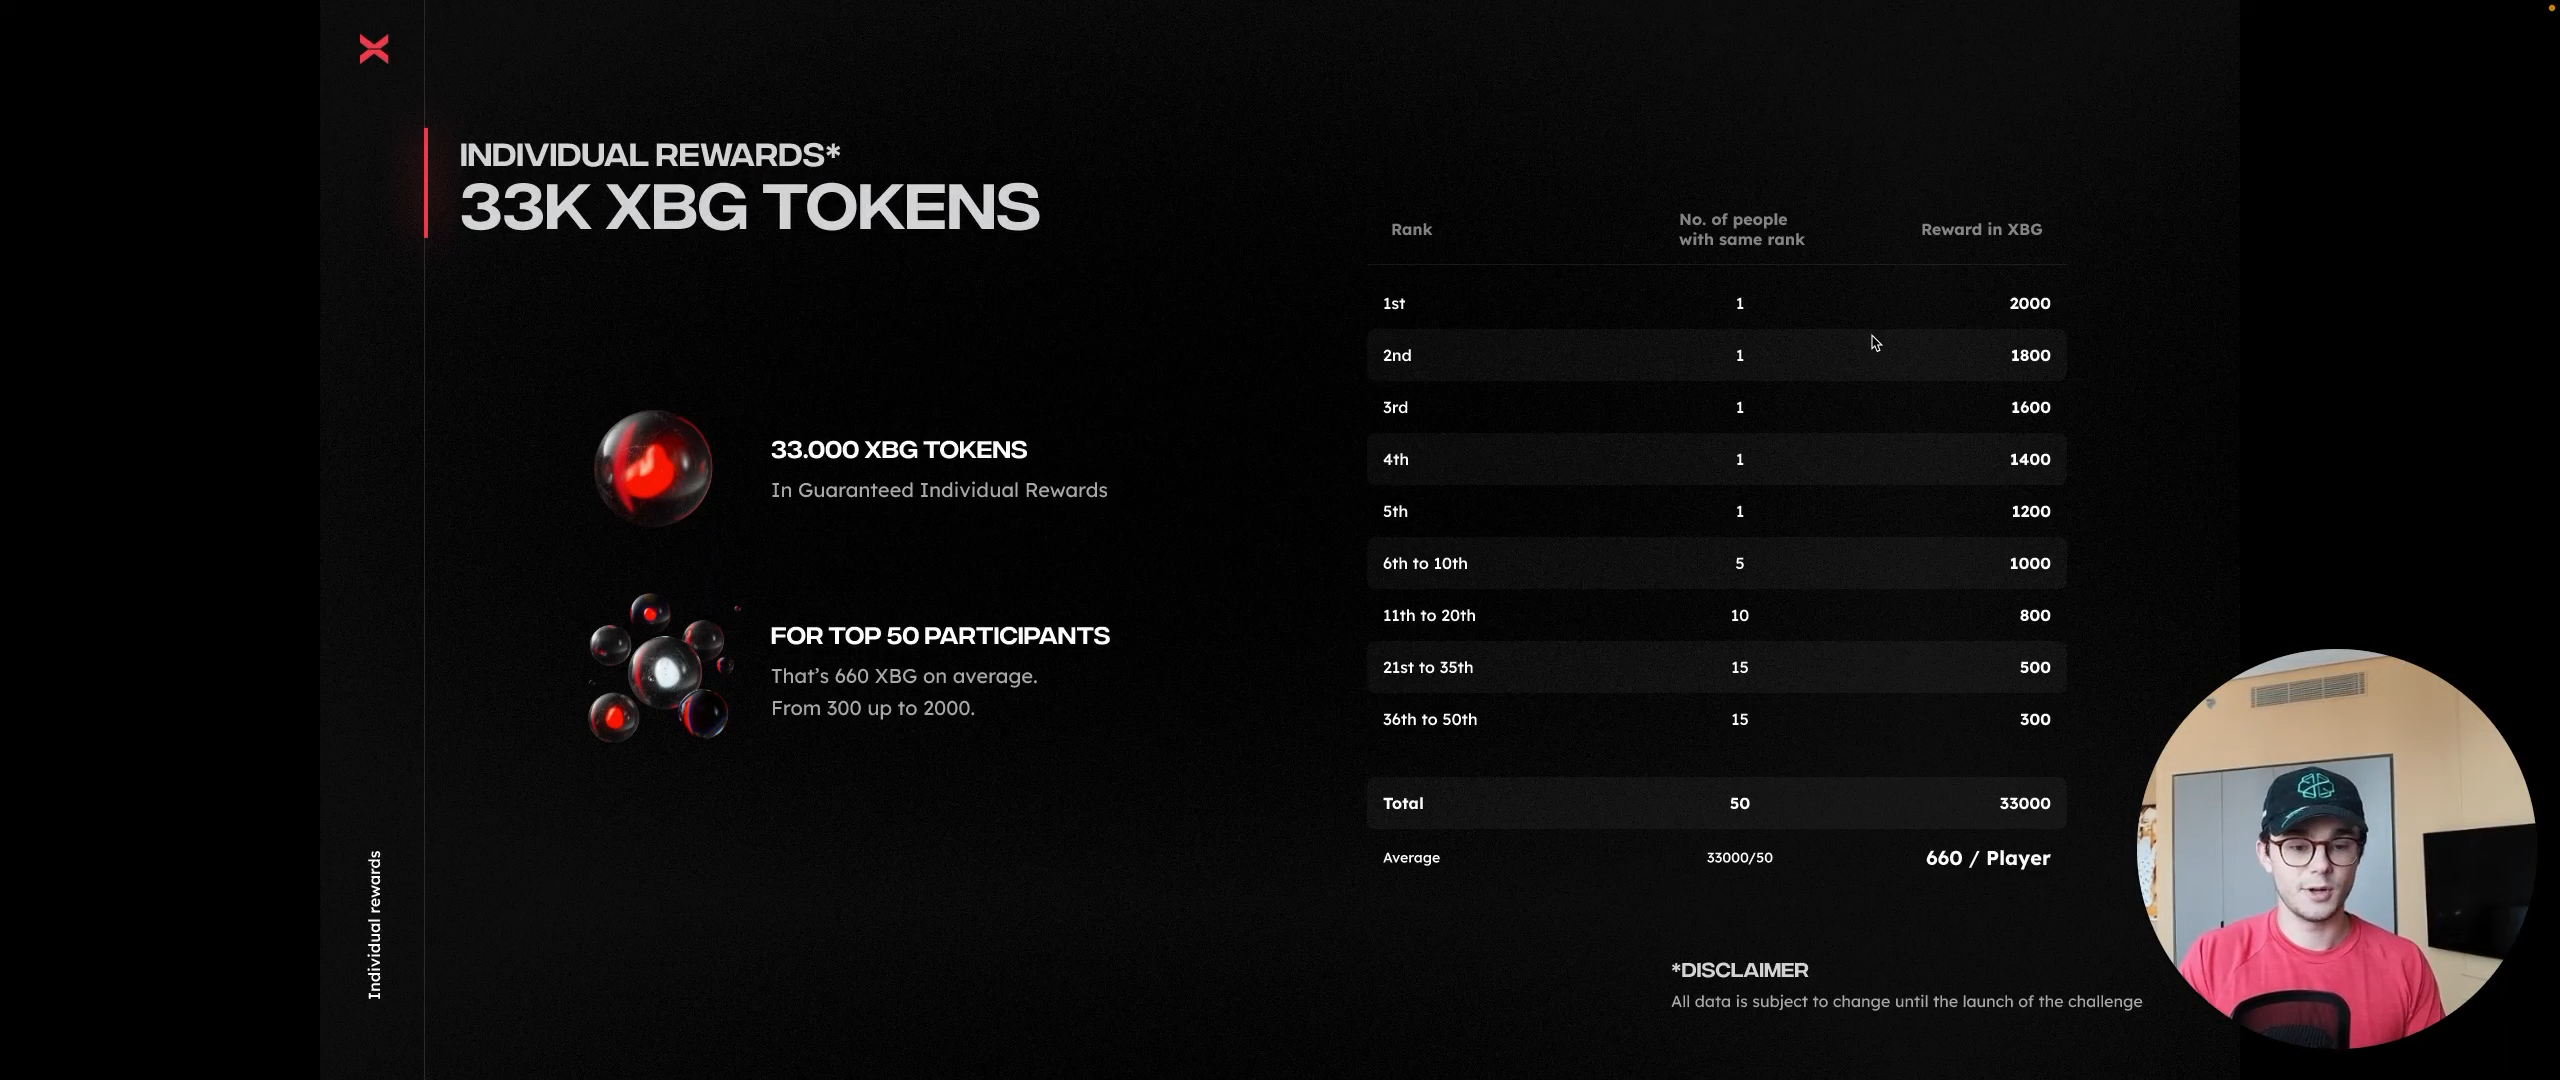 INDIVIDUAL REWARDS*
33K XBG TOKENS
33.000 XBG TOKENS
In Guaranteed Individual Rewards
FOR TOP 50 PARTICIPANTS
That's 660 XBG on average.
From 300 up to 2000.
Individual rewards
Rank No. of people with same rank Reward in XBG
1st 1 2000
2nd 1 1800
3rd 1 1600
4th 1 1400
5th 1 1200
6th to 10th 5 1000
11th to 20th 10 800
21st to 35th 15 500
36th to 50th 15 300
Total 50 33000
Average 33000/50 660 / Player
*DISCLAIMER
All data is subject to change until the launch of the challenge